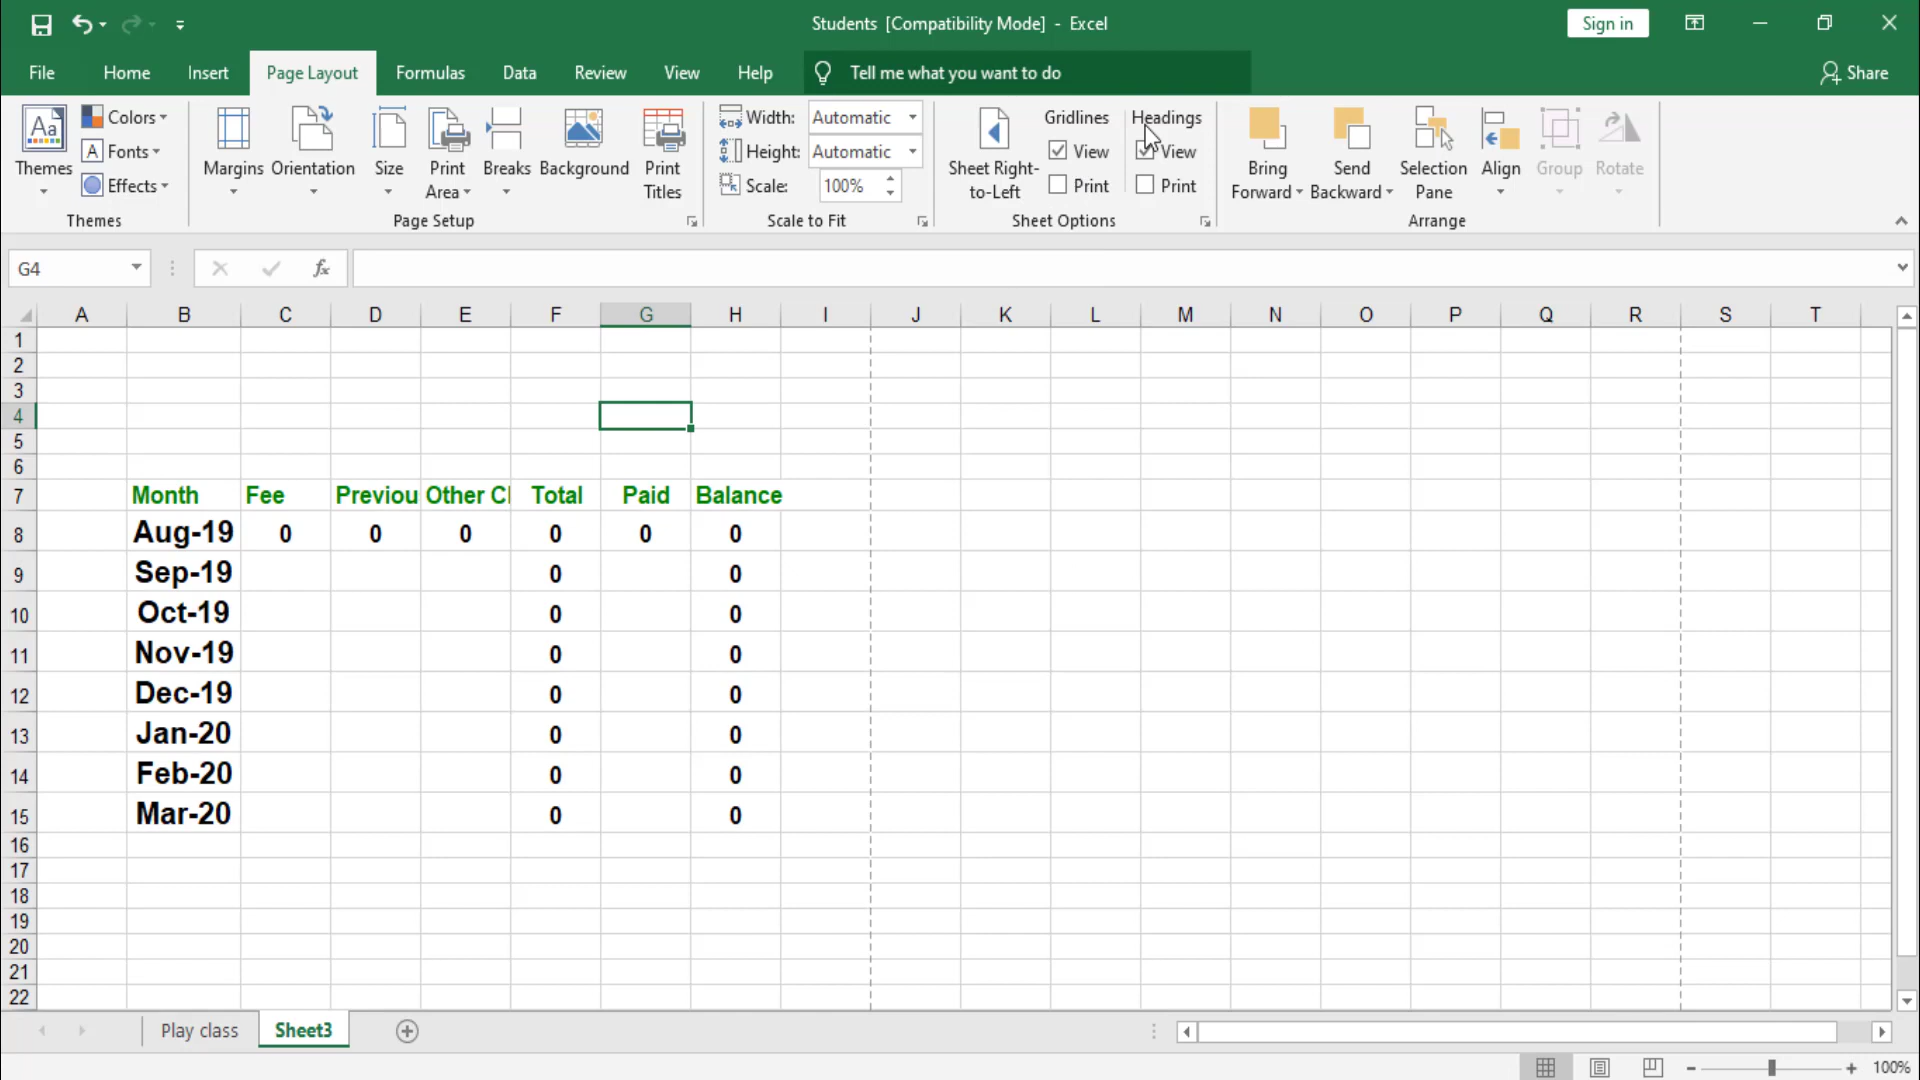 Students [Compatibility Mode] - Excel
Sign in
File Home Insert Page Layout Formulas Data Review View Help Tell me what you want to do Share
Aa Themes
Colors
A Fonts
Effects
Themes
Margins Orientation Size Print Area Breaks Background Print Titles
Page Setup
Width: Automatic
Height: Automatic
Scale: 100%
Scale to Fit
Sheet Right-to-Left
Gridlines Headings
View View
Print Print
Sheet Options
Bring Forward Send Backward Selection Pane Align Group Rotate
Arrange
G4 fx
A B C D E F G H I J K L M N O P Q R S T
1
2
3
4
5
6
7 Month Fee Previou Other Cl Total Paid Balance
8 Aug-19 0 0 0 0 0 0
9 Sep-19 0 0
10 Oct-19 0 0
11 Nov-19 0 0
12 Dec-19 0 0
13 Jan-20 0 0
14 Feb-20 0 0
15 Mar-20 0 0
16
17
18
19
20
21
22
Play class Sheet3
100%